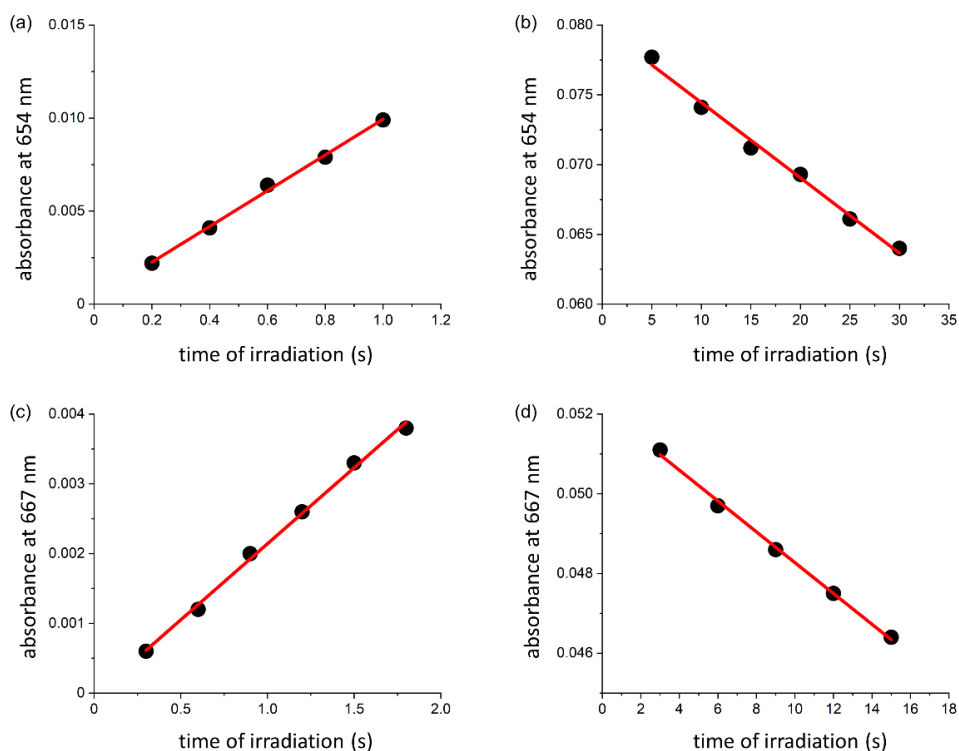 (a)
0.015
0.010
0.005
0
absorbance at 654 nm
0 0.2 0.4 0.6 0.8 1.0 1.2
time of irradiation (s)
(b)
0.080
0.075
0.070
0.065
0.060
absorbance at 654 nm
0 5 10 15 20 25 30 35
time of irradiation (s)
(c)
0.004
0.003
0.002
0.001
0
absorbance at 667 nm
0 0.5 1.0 1.5 2.0
time of irradiation (s)
(d)
0.052
0.050
0.048
0.046
absorbance at 667 nm
0 2 4 6 8 10 12 14 16 18
time of irradiation (s)